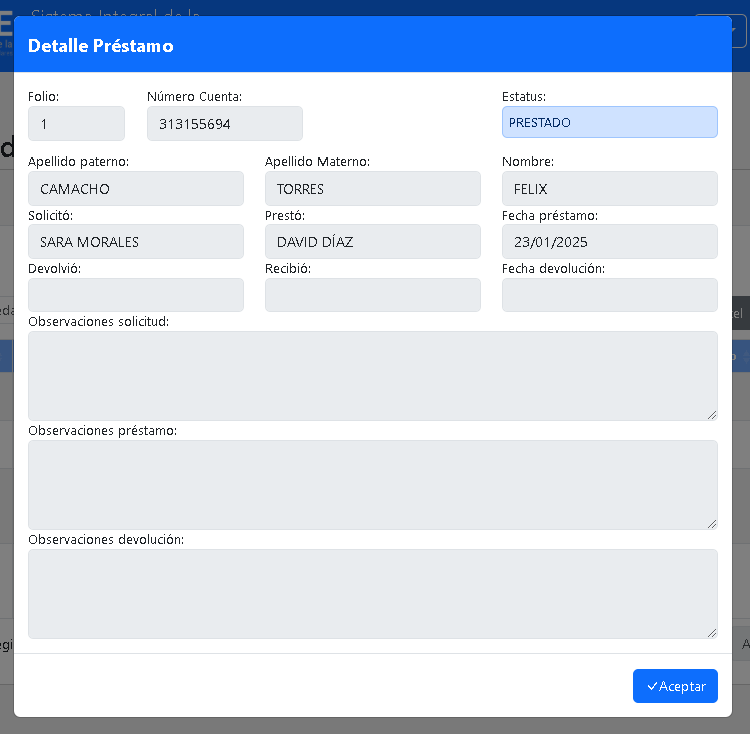 Sistema Integral de la
Detalle Préstamo
Folio:
Número Cuenta:
Estatus:
1
313155694
PRESTADO
Apellido paterno:
Apellido Materno:
Nombre:
CAMACHO
TORRES
FELIX
Solicitó:
Prestó:
Fecha préstamo:
SARA MORALES
DAVID DÍAZ
23/01/2025
Devolvió:
Recibió:
Fecha devolución:
Observaciones solicitud:
Observaciones préstamo:
Observaciones devolución:
Aceptar